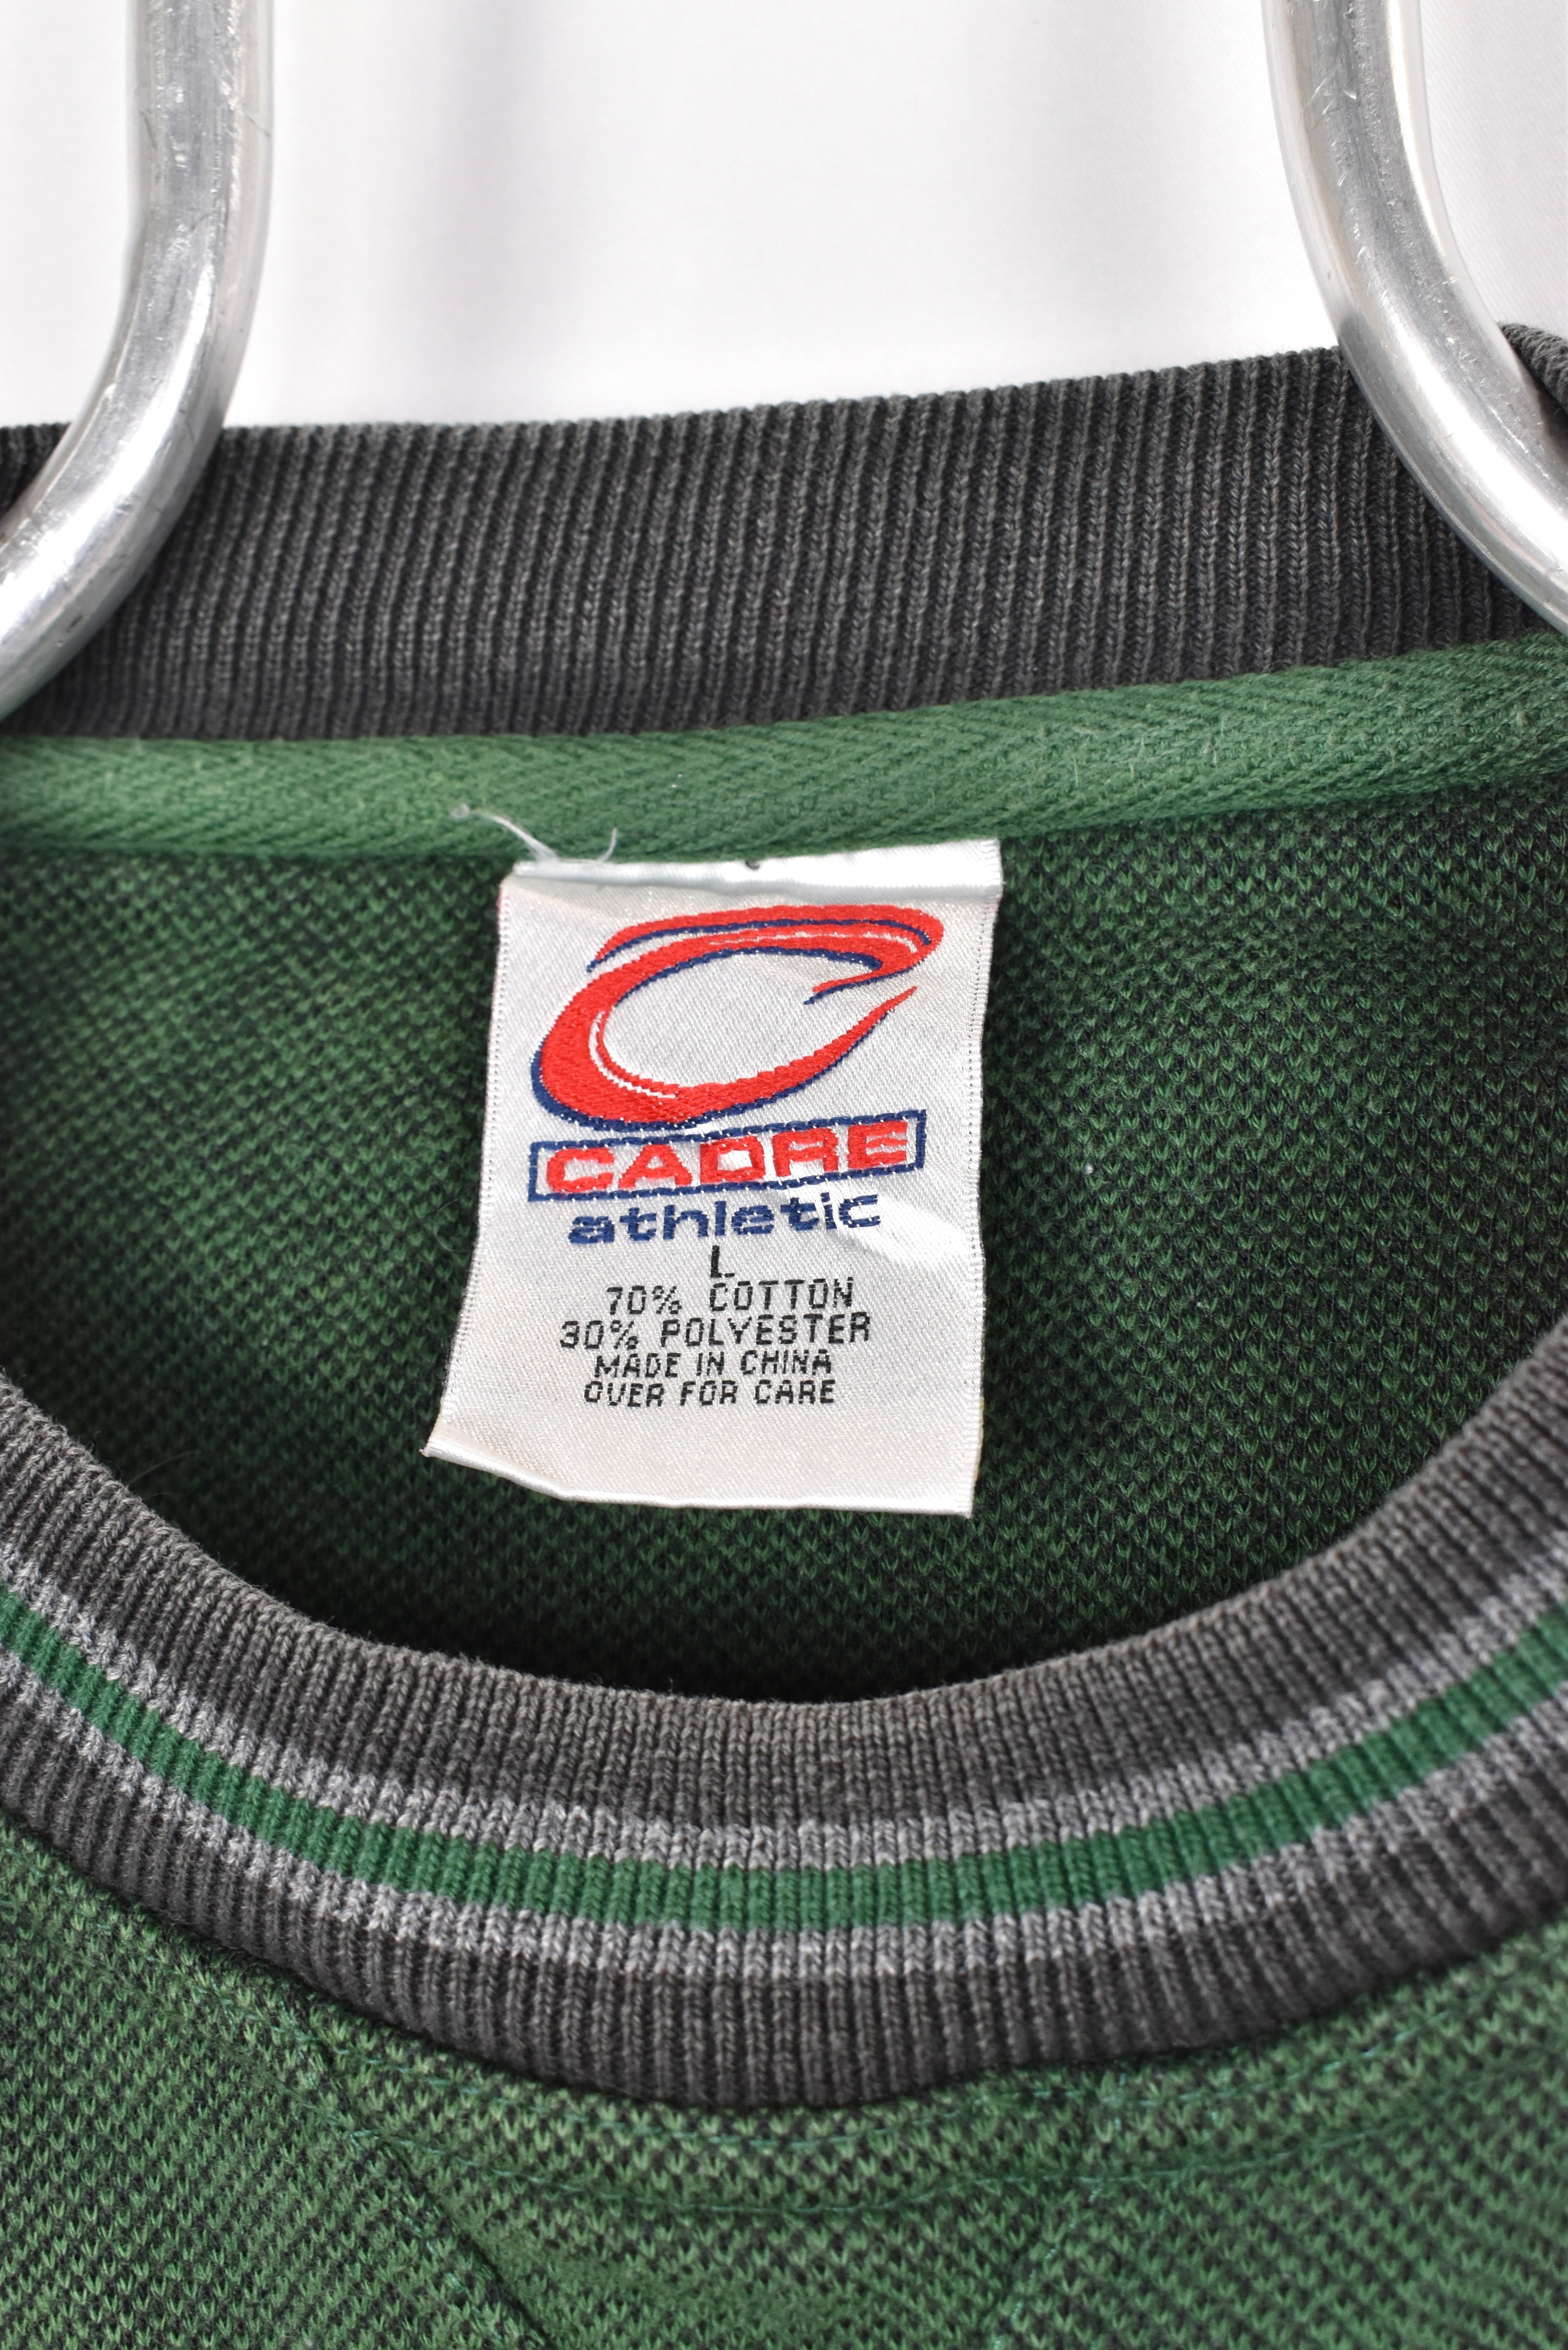 CADRE
athletic
L
70% COTTON
30% POLYESTER
MADE IN CHINA
OVER FOR CARE